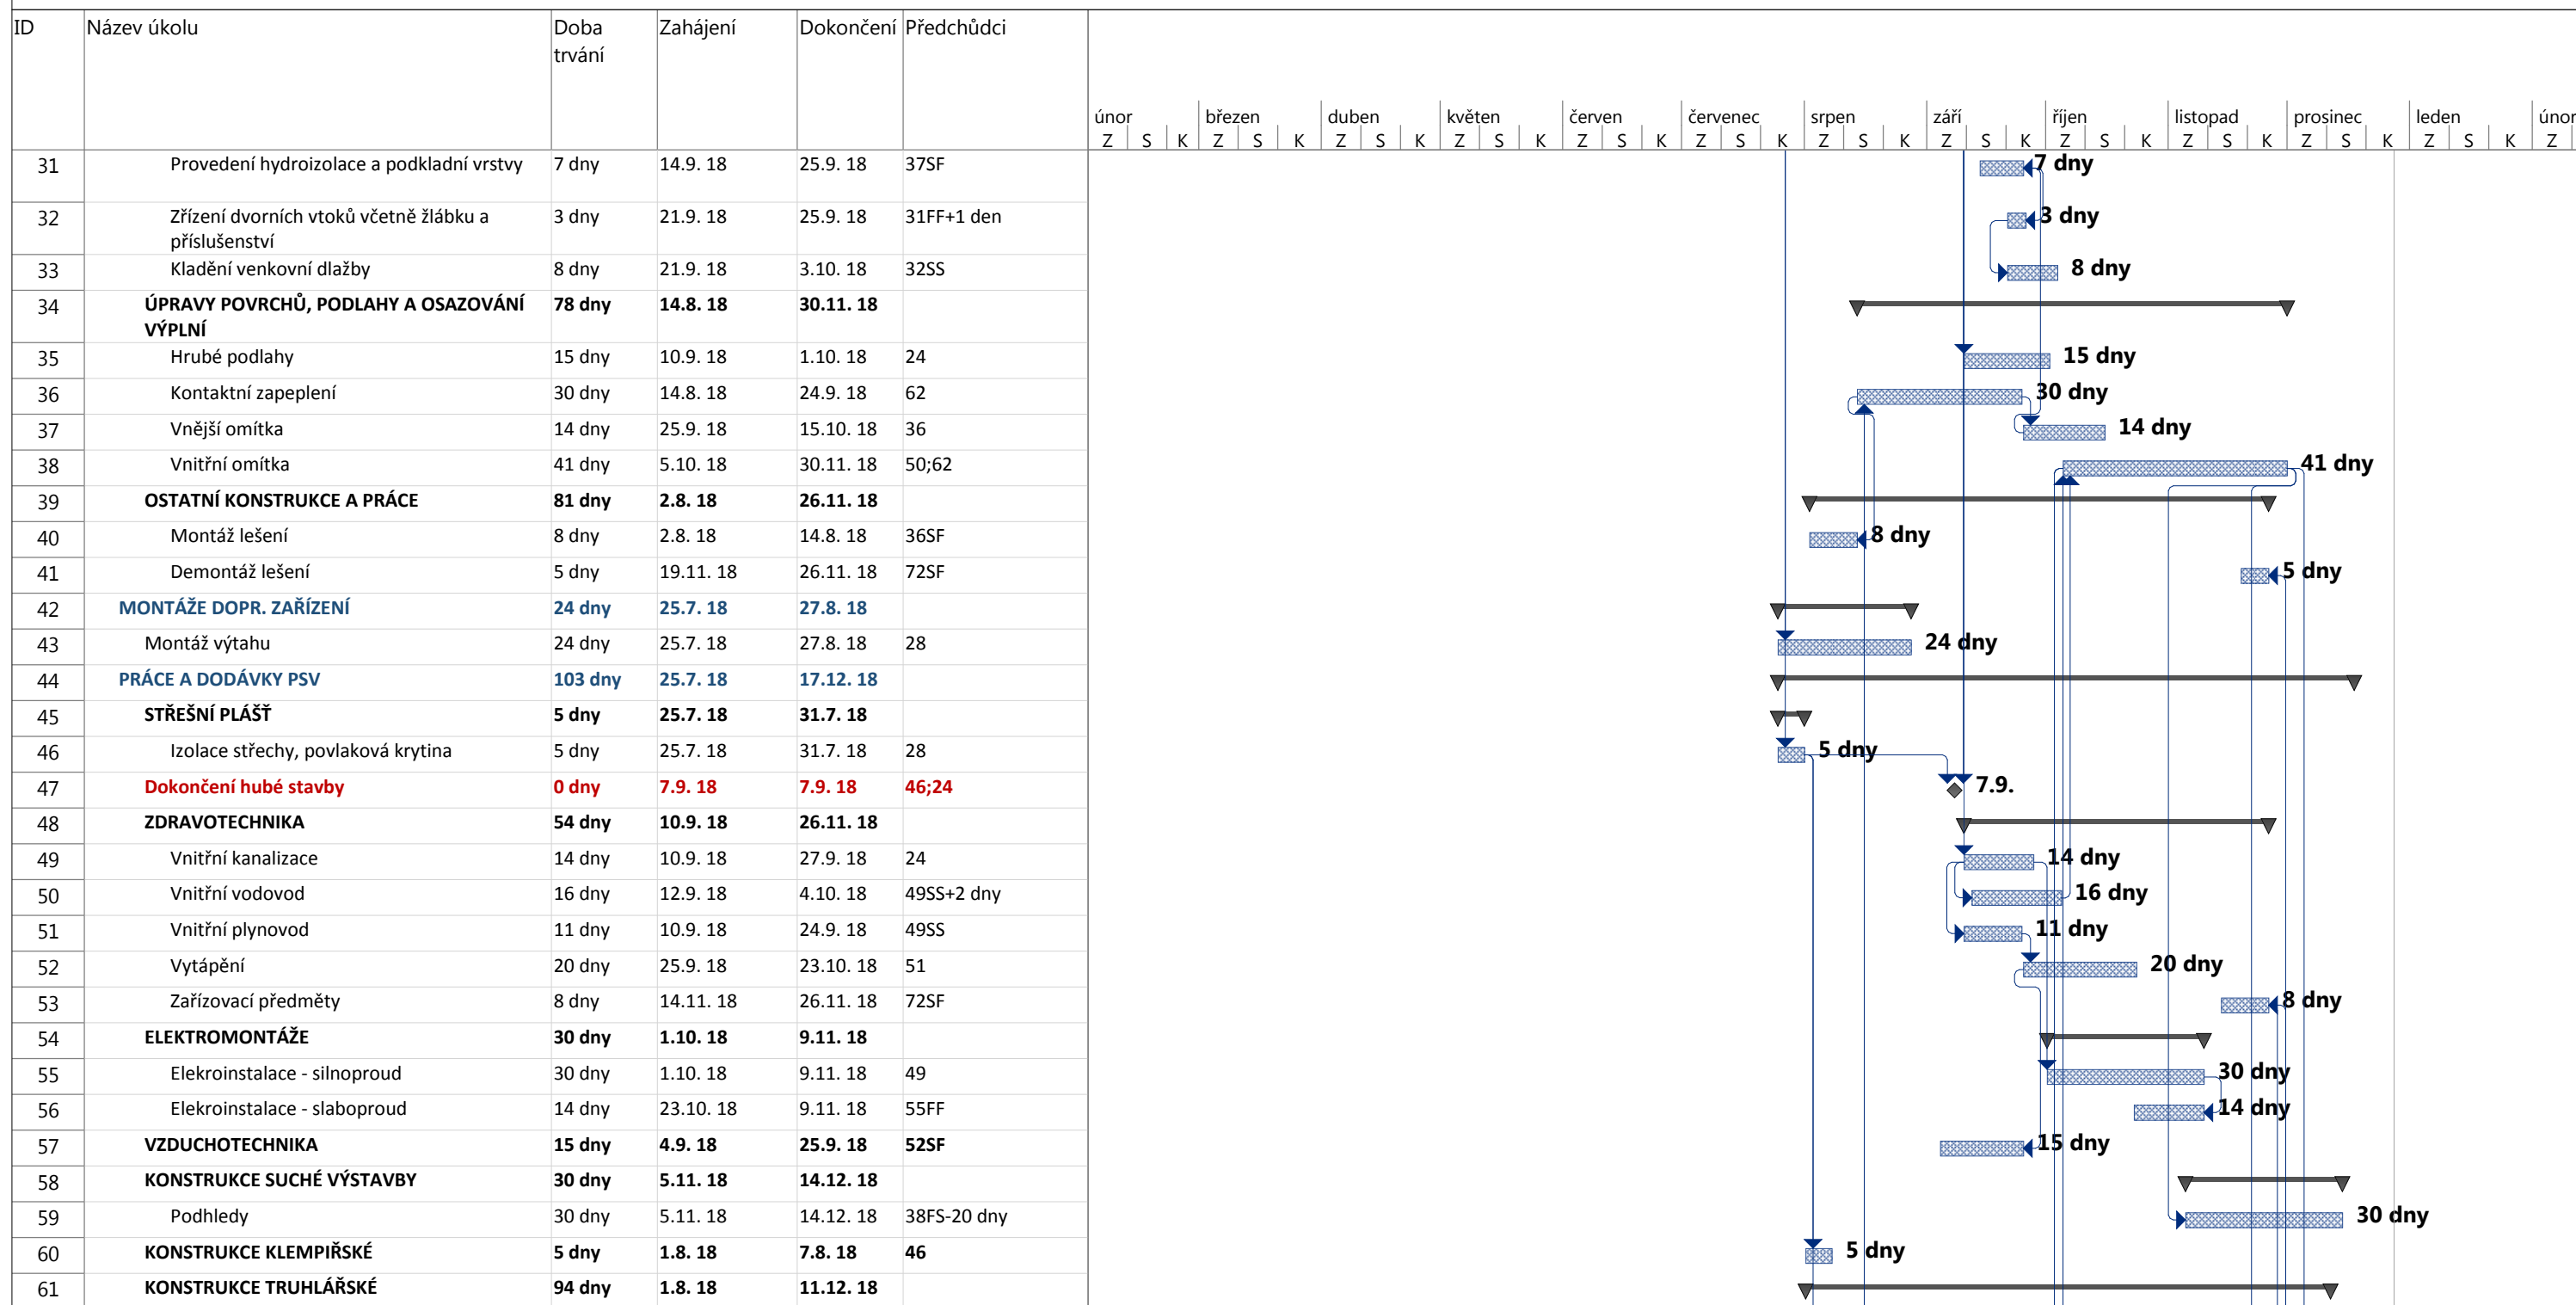 ID Název úkolu Doba trvání Zahájení Dokončení Předchůdci
únor březen duben květen červen červenec srpen září říjen listopad prosinec leden únor
Z S K Z S K Z S K Z S K Z S K Z S K Z S K Z S K Z S K Z S K Z S K Z S K Z
31 Provedení hydroizolace a podkladní vrstvy 7 dny 14.9. 18 25.9. 18 37SF 7 dny
32 Zřízení dvorních vtoků včetně žlábku a příslušenství 3 dny 21.9. 18 25.9. 18 31FF+1 den 3 dny
33 Kladění venkovní dlažby 8 dny 21.9. 18 3.10. 18 32SS 8 dny
34 ÚPRAVY POVRCHŮ, PODLAHY A OSAZOVÁNÍ VÝPLNÍ 78 dny 14.8. 18 30.11. 18
35 Hrubé podlahy 15 dny 10.9. 18 1.10. 18 24 15 dny
36 Kontaktní zapeplení 30 dny 14.8. 18 24.9. 18 62 30 dny
37 Vnější omítka 14 dny 25.9. 18 15.10. 18 36 14 dny
38 Vnitřní omítka 41 dny 5.10. 18 30.11. 18 50;62 41 dny
39 OSTATNÍ KONSTRUKCE A PRÁCE 81 dny 2.8. 18 26.11. 18
40 Montáž lešení 8 dny 2.8. 18 14.8. 18 36SF 8 dny
41 Demontáž lešení 5 dny 19.11. 18 26.11. 18 72SF 5 dny
42 MONTÁŽE DOPR. ZAŘÍZENÍ 24 dny 25.7. 18 27.8. 18
43 Montáž výtahu 24 dny 25.7. 18 27.8. 18 28 24 dny
44 PRÁCE A DODÁVKY PSV 103 dny 25.7. 18 17.12. 18
45 STŘEŠNÍ PLÁŠŤ 5 dny 25.7. 18 31.7. 18
46 Izolace střechy, povlaková krytina 5 dny 25.7. 18 31.7. 18 28 5 dny
47 Dokončení hubé stavby 0 dny 7.9. 18 7.9. 18 46;24 7.9.
48 ZDRAVOTECHNIKA 54 dny 10.9. 18 26.11. 18
49 Vnitřní kanalizace 14 dny 10.9. 18 27.9. 18 24 14 dny
50 Vnitřní vodovod 16 dny 12.9. 18 4.10. 18 49SS+2 dny 16 dny
51 Vnitřní plynovod 11 dny 10.9. 18 24.9. 18 49SS 11 dny
52 Vytápění 20 dny 25.9. 18 23.10. 18 51 20 dny
53 Zařízovací předměty 8 dny 14.11. 18 26.11. 18 72SF 8 dny
54 ELEKTROMONTÁŽE 30 dny 1.10. 18 9.11. 18
55 Elekroinstalace - silnoproud 30 dny 1.10. 18 9.11. 18 49 30 dny
56 Elekroinstalace - slaboproud 14 dny 23.10. 18 9.11. 18 55FF 14 dny
57 VZDUCHOTECHNIKA 15 dny 4.9. 18 25.9. 18 52SF 15 dny
58 KONSTRUKCE SUCHÉ VÝSTAVBY 30 dny 5.11. 18 14.12. 18
59 Podhledy 30 dny 5.11. 18 14.12. 18 38FS-20 dny 30 dny
60 KONSTRUKCE KLEMPIŘSKÉ 5 dny 1.8. 18 7.8. 18 46 5 dny
61 KONSTRUKCE TRUHLÁŘSKÉ 94 dny 1.8. 18 11.12. 18